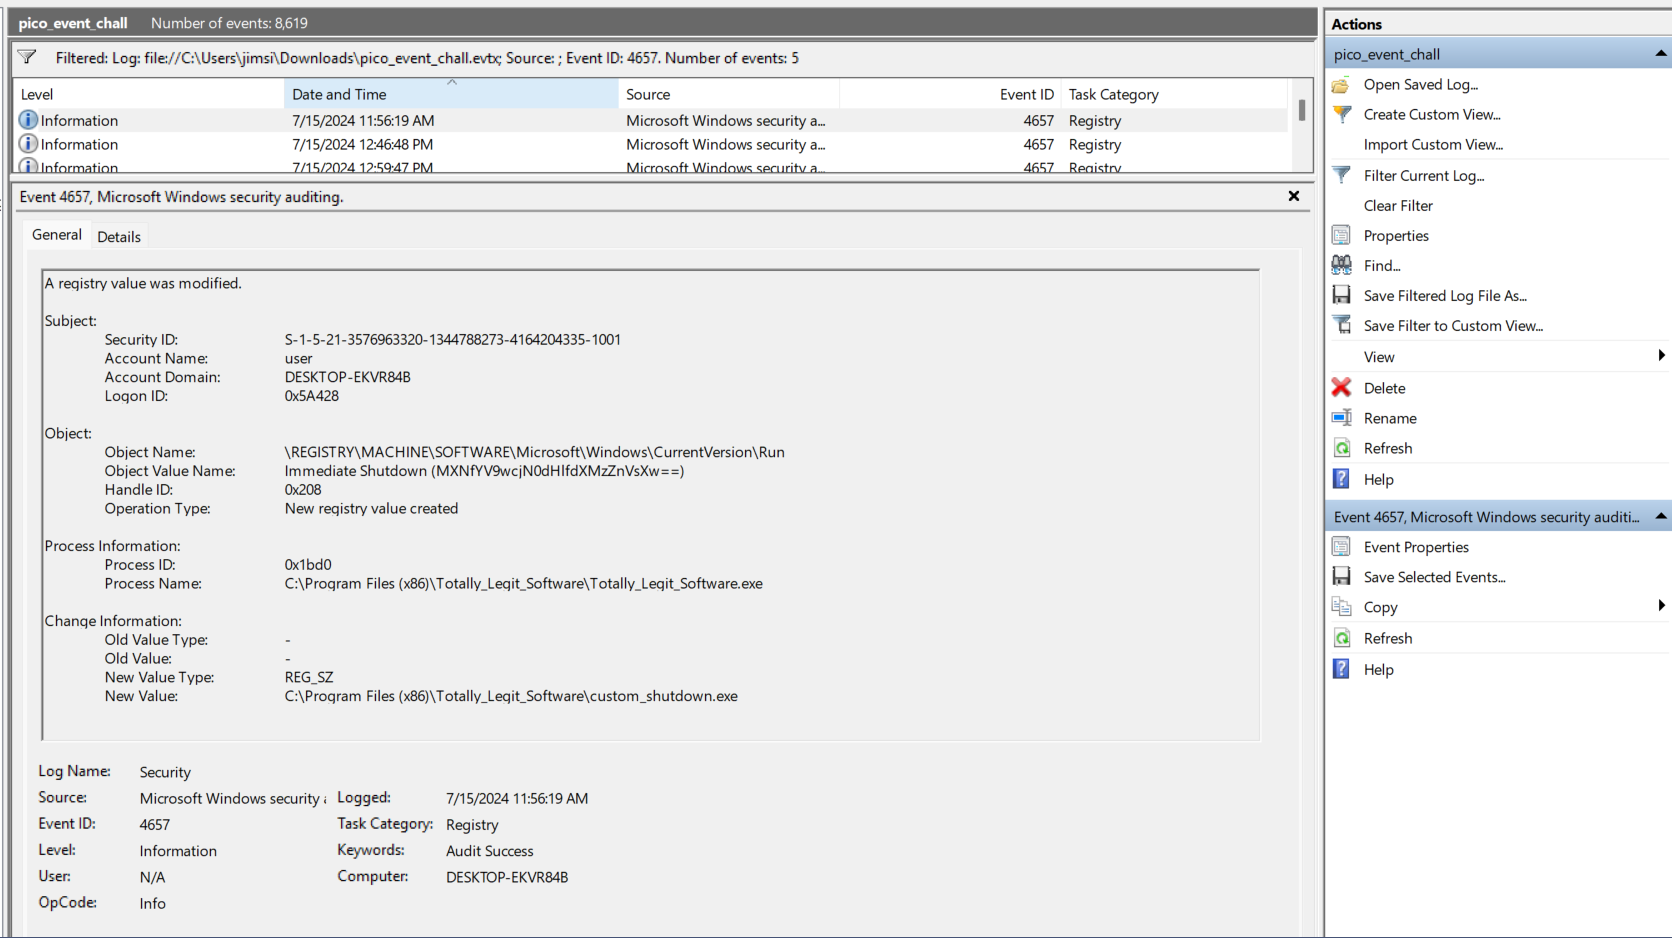 pico_event_chall Number of events: 8,619
Filtered: Log: file://C:\Users\jimsi\Downloads\pico_event_chall.evtx; Source: ; Event ID: 4657. Number of events: 5
Level Date and Time Source Event ID Task Category
Information 7/15/2024 11:56:19 AM Microsoft Windows security a... 4657 Registry
Information 7/15/2024 12:46:48 PM Microsoft Windows security a... 4657 Registry
Information 7/15/2024 12:59:47 PM Microsoft Windows security a... 4657 Registry
Event 4657, Microsoft Windows security auditing.
General Details
A registry value was modified.
Subject:
Security ID: S-1-5-21-3576963320-1344788273-4164204335-1001
Account Name: user
Account Domain: DESKTOP-EKVR84B
Logon ID: 0x5A428
Object:
Object Name: \REGISTRY\MACHINE\SOFTWARE\Microsoft\Windows\CurrentVersion\Run
Object Value Name: Immediate Shutdown (MXNfYV9wcjN0dHlfdXMzZnVsXw==)
Handle ID: 0x208
Operation Type: New registry value created
Process Information:
Process ID: 0x1bd0
Process Name: C:\Program Files (x86)\Totally_Legit_Software\Totally_Legit_Software.exe
Change Information:
Old Value Type: -
Old Value: -
New Value Type: REG_SZ
New Value: C:\Program Files (x86)\Totally_Legit_Software\custom_shutdown.exe
Log Name: Security
Source: Microsoft Windows security Logged: 7/15/2024 11:56:19 AM
Event ID: 4657 Task Category: Registry
Level: Information Keywords: Audit Success
User: N/A Computer: DESKTOP-EKVR84B
OpCode: Info
Actions
pico_event_chall
Open Saved Log...
Create Custom View...
Import Custom View...
Filter Current Log...
Clear Filter
Properties
Find...
Save Filtered Log File As...
Save Filter to Custom View...
View
Delete
Rename
Refresh
Help
Event 4657, Microsoft Windows security auditi...
Event Properties
Save Selected Events...
Copy
Refresh
Help